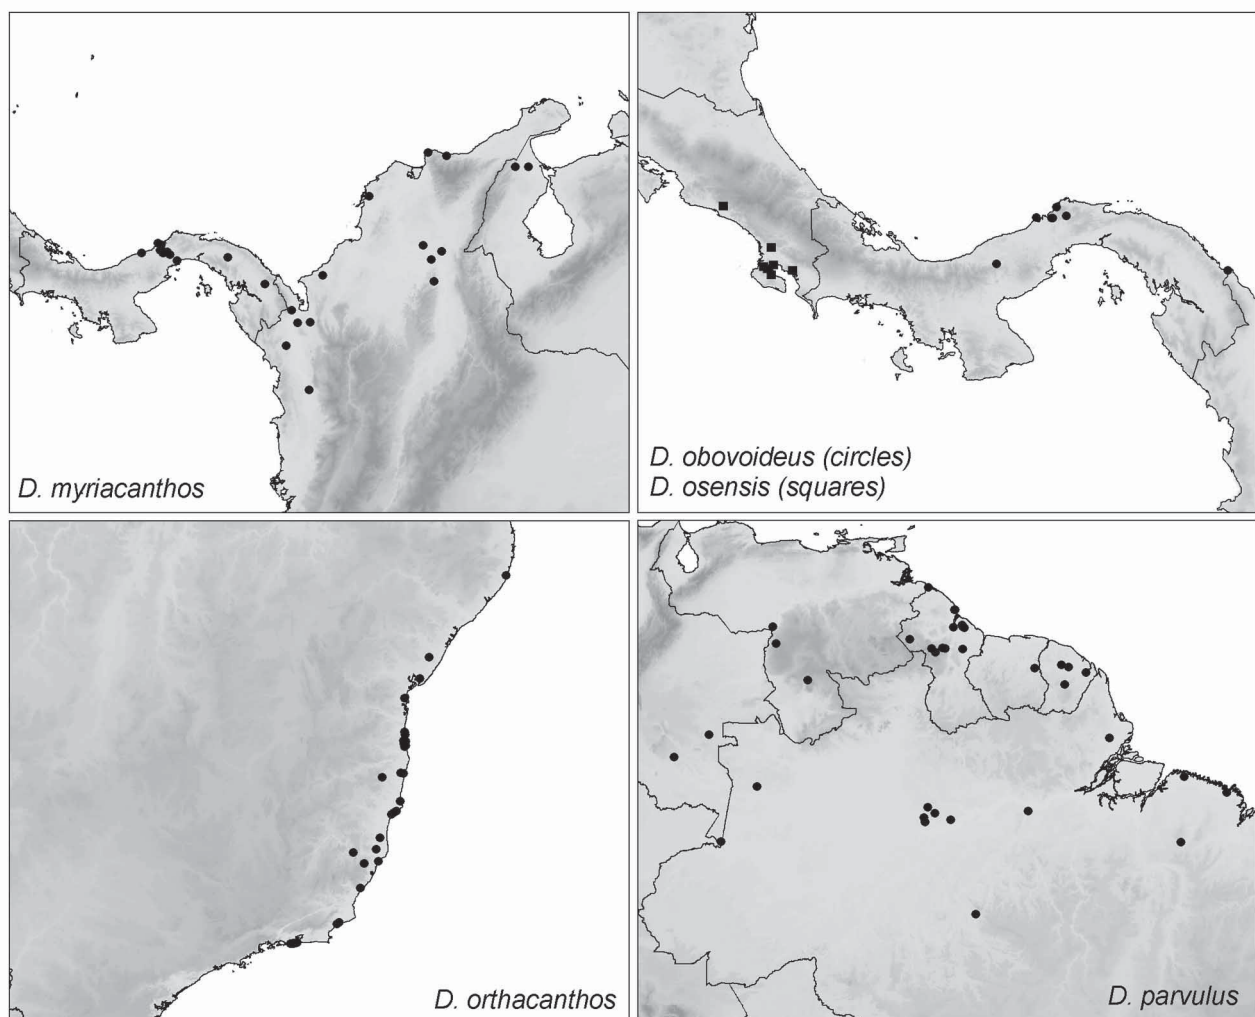 D. myriacanthos
D. obovoideus (circles)
D. osensis (squares)
D. orthacanthos
D. parvulus